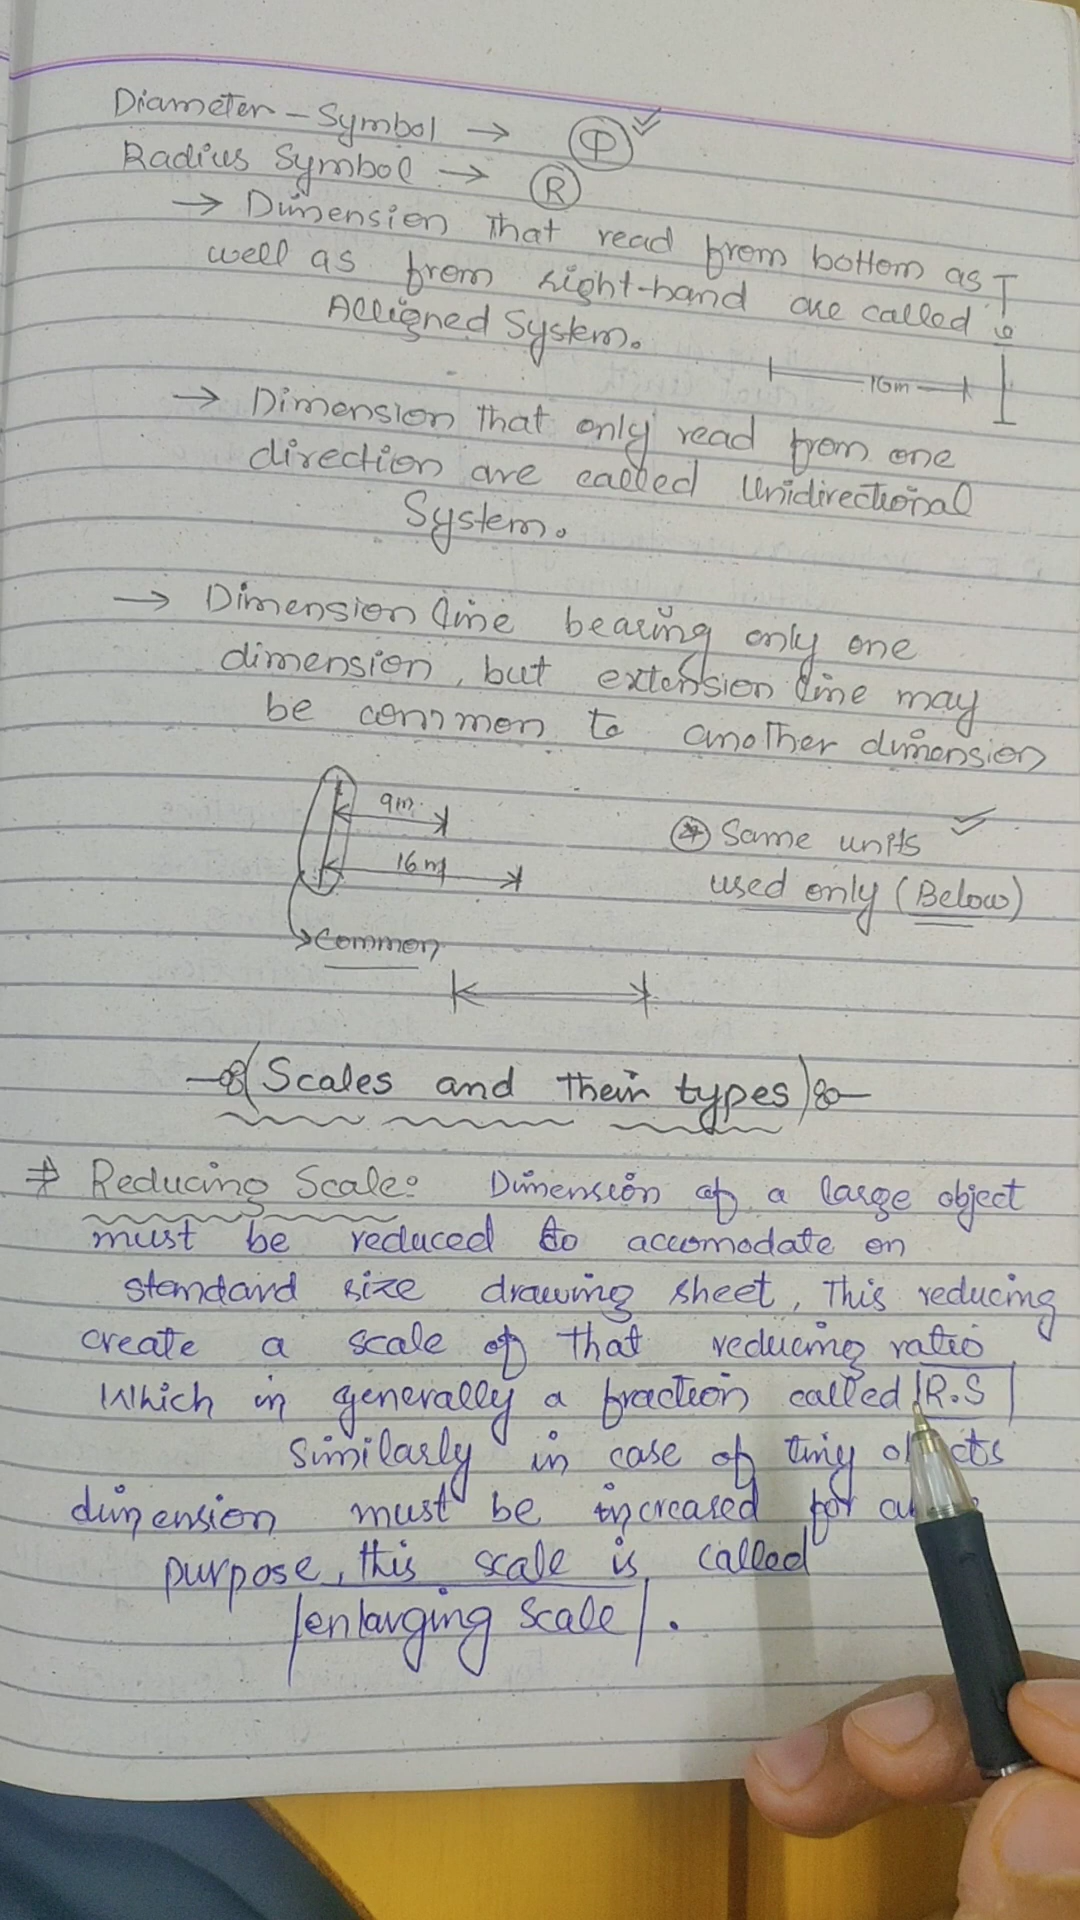 Diameter - Symbol → Φ
Radius Symbol → R
→ Dimension that read from bottom as
well as from right-hand are called
Alligned System.
16m
→ Dimension that only read from one
direction are called Unidirectional
System.
→ Dimension line bearing only one
dimension, but extension line may
be common to another dimension
9m
16m
common
* Same units
used only (Below)
(Scales and their types)
⇒ Reducing Scale: Dimension of a large object
must be reduced to accomodate on
standard size drawing sheet, This reducing
create a scale of that reducing ratio
Which in generally a fraction called R.S
Similarly in case of tiny
dimension must be increased for
purpose, this scale is called
enlarging scale.